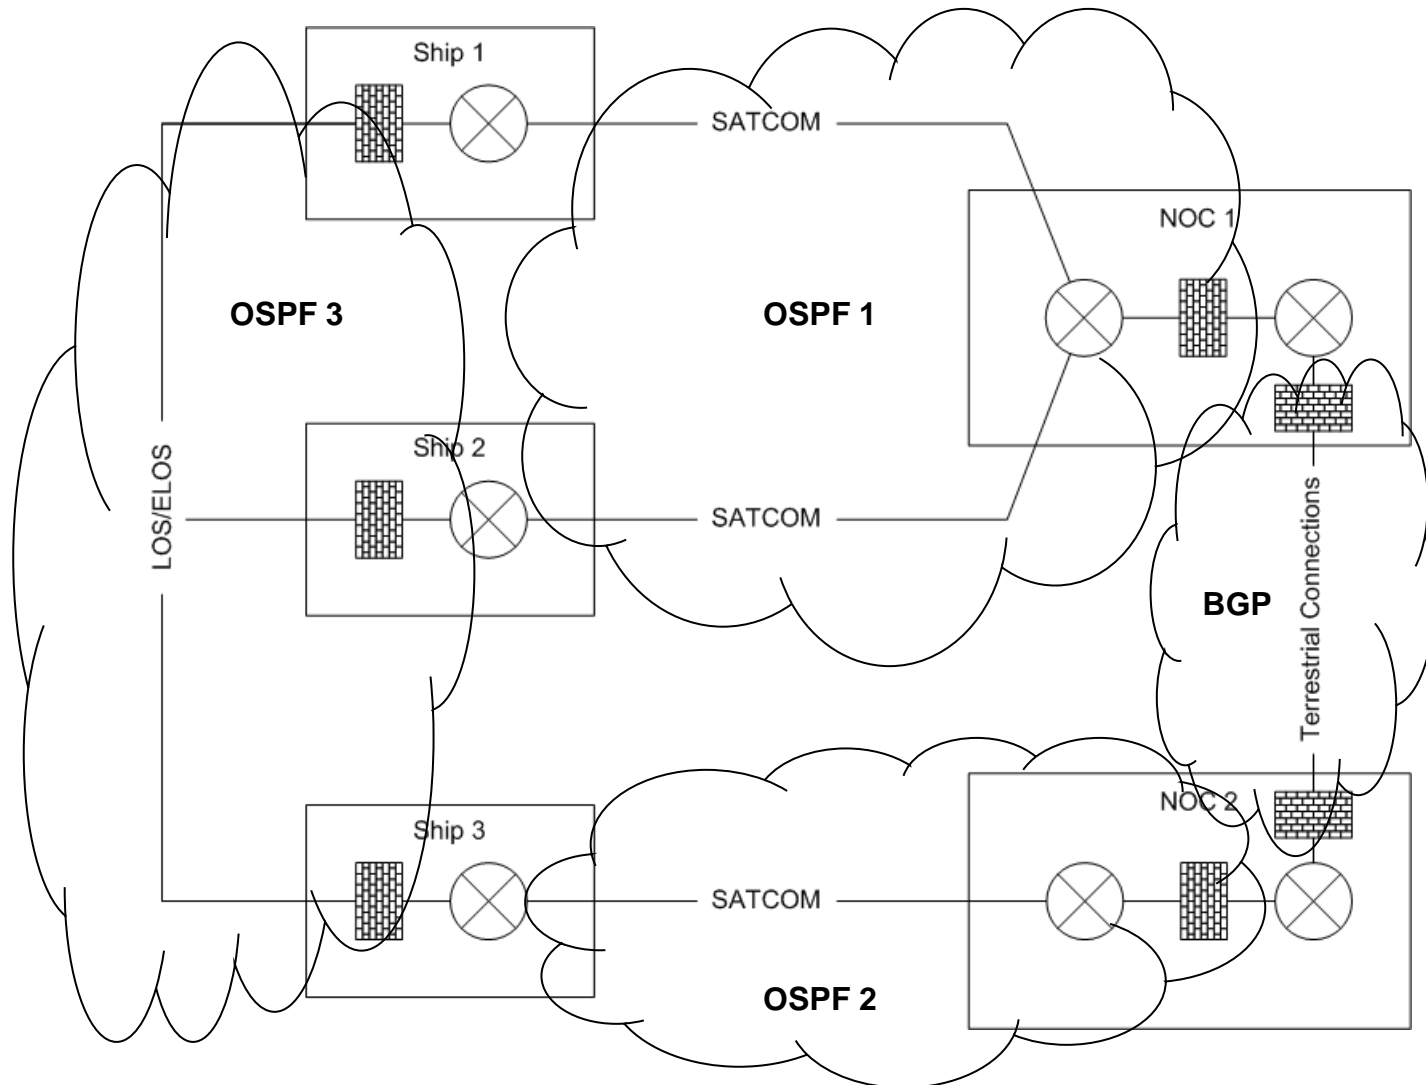 Ship 1
SATCOM
NOC 1
OSPF 3
OSPF 1
Ship 2
LOS/ELOS
SATCOM
BGP
Terrestrial Connections
NOC 2
Ship 3
SATCOM
OSPF 2